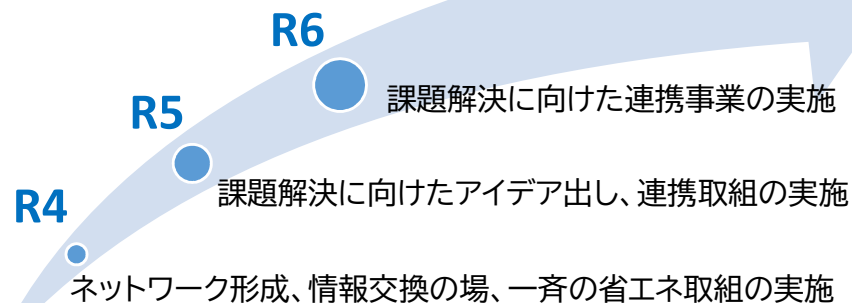 R6
課題解決に向けた連携事業の実施
R5
課題解決に向けたアイデア出し、連携取組の実施
R4
ネットワーク形成、情報交換の場、一斉の省エネ取組の実施